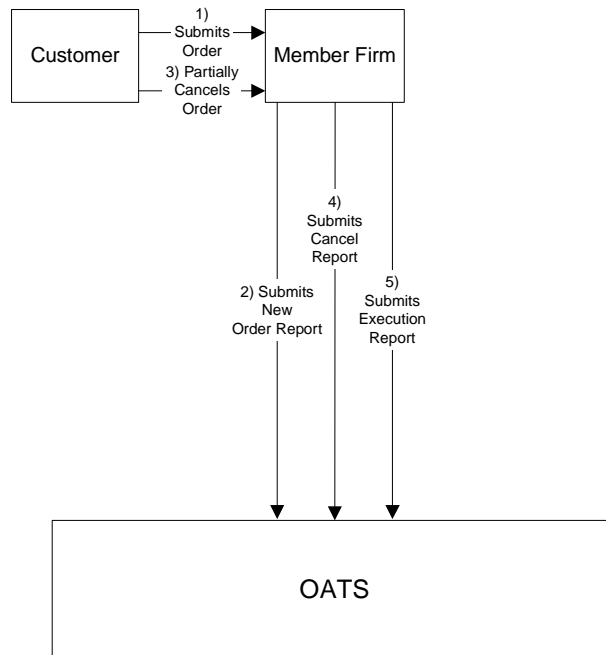 1)
Submits
Order
Customer
Member Firm
3) Partially
Cancels
Order
4)
Submits
Cancel
Report
2) Submits
New
Order Report
5)
Submits
Execution
Report
OATS